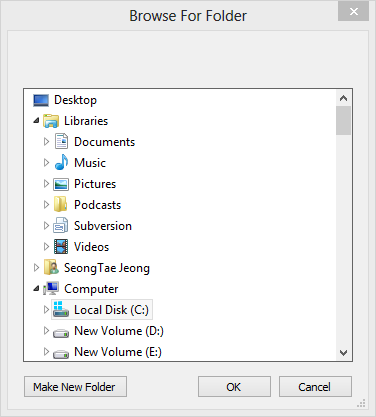 Browse For Folder
Desktop
Libraries
Documents
Music
Pictures
Podcasts
Subversion
Videos
SeongTae Jeong
Computer
Local Disk (C:)
New Volume (D:)
New Volume (E:)
Make New Folder
OK
Cancel